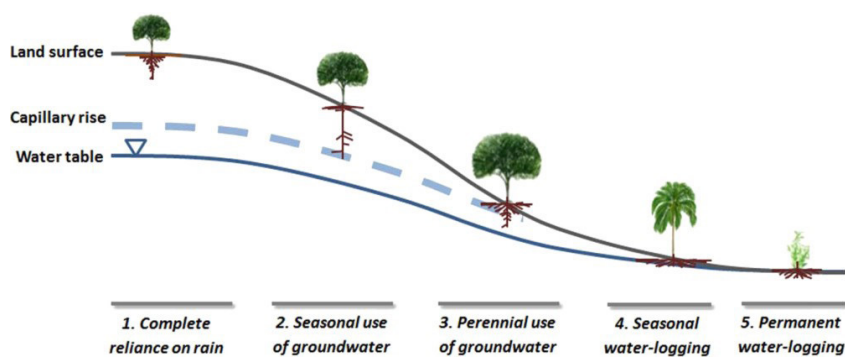 Land surface
Capillary rise
Water table
1. Complete
reliance on rain
2. Seasonal use
of groundwater
3. Perennial use
of groundwater
4. Seasonal
water-logging
5. Permanent
water-logging